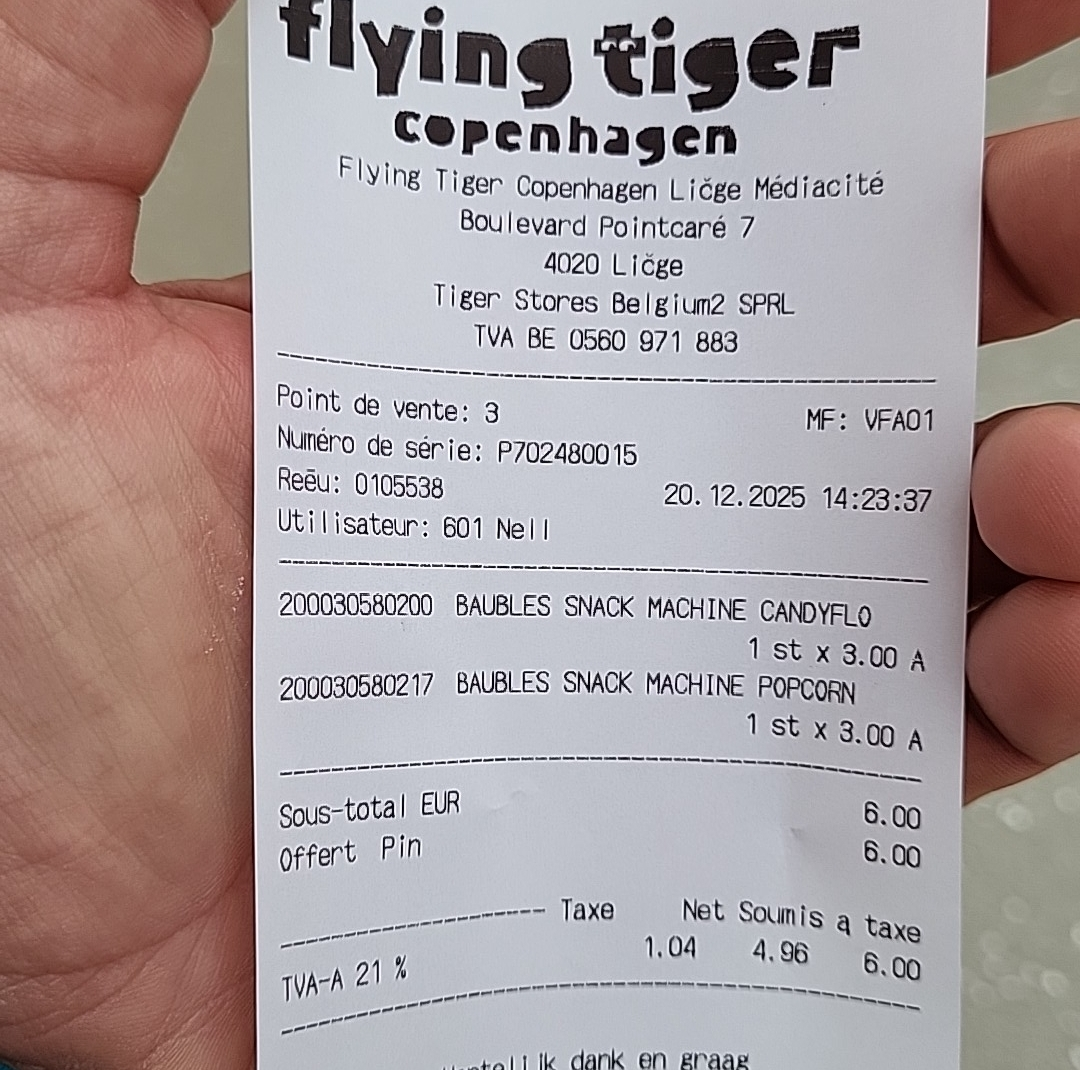 flying tiger
copenhagen
Flying Tiger Copenhagen Ličge Médiacité
Boulevard Pointcaré 7
4020 Ličge
Tiger Stores Belgium2 SPRL
TVA BE 0560 971 883
Point de vente: 3 MF: VFA01
Numéro de série: P702480015
Reēu: 0105538 20.12.2025 14:23:37
Utilisateur: 601 Nell
200030580200 BAUBLES SNACK MACHINE CANDYFLO
1 st x 3.00 A
200030580217 BAUBLES SNACK MACHINE POPCORN
1 st x 3.00 A
Sous-total EUR 6.00
Offert Pin 6.00
Taxe Net Soumis a taxe
TVA-A 21 % 1.04 4.96 6.00
dank en graag